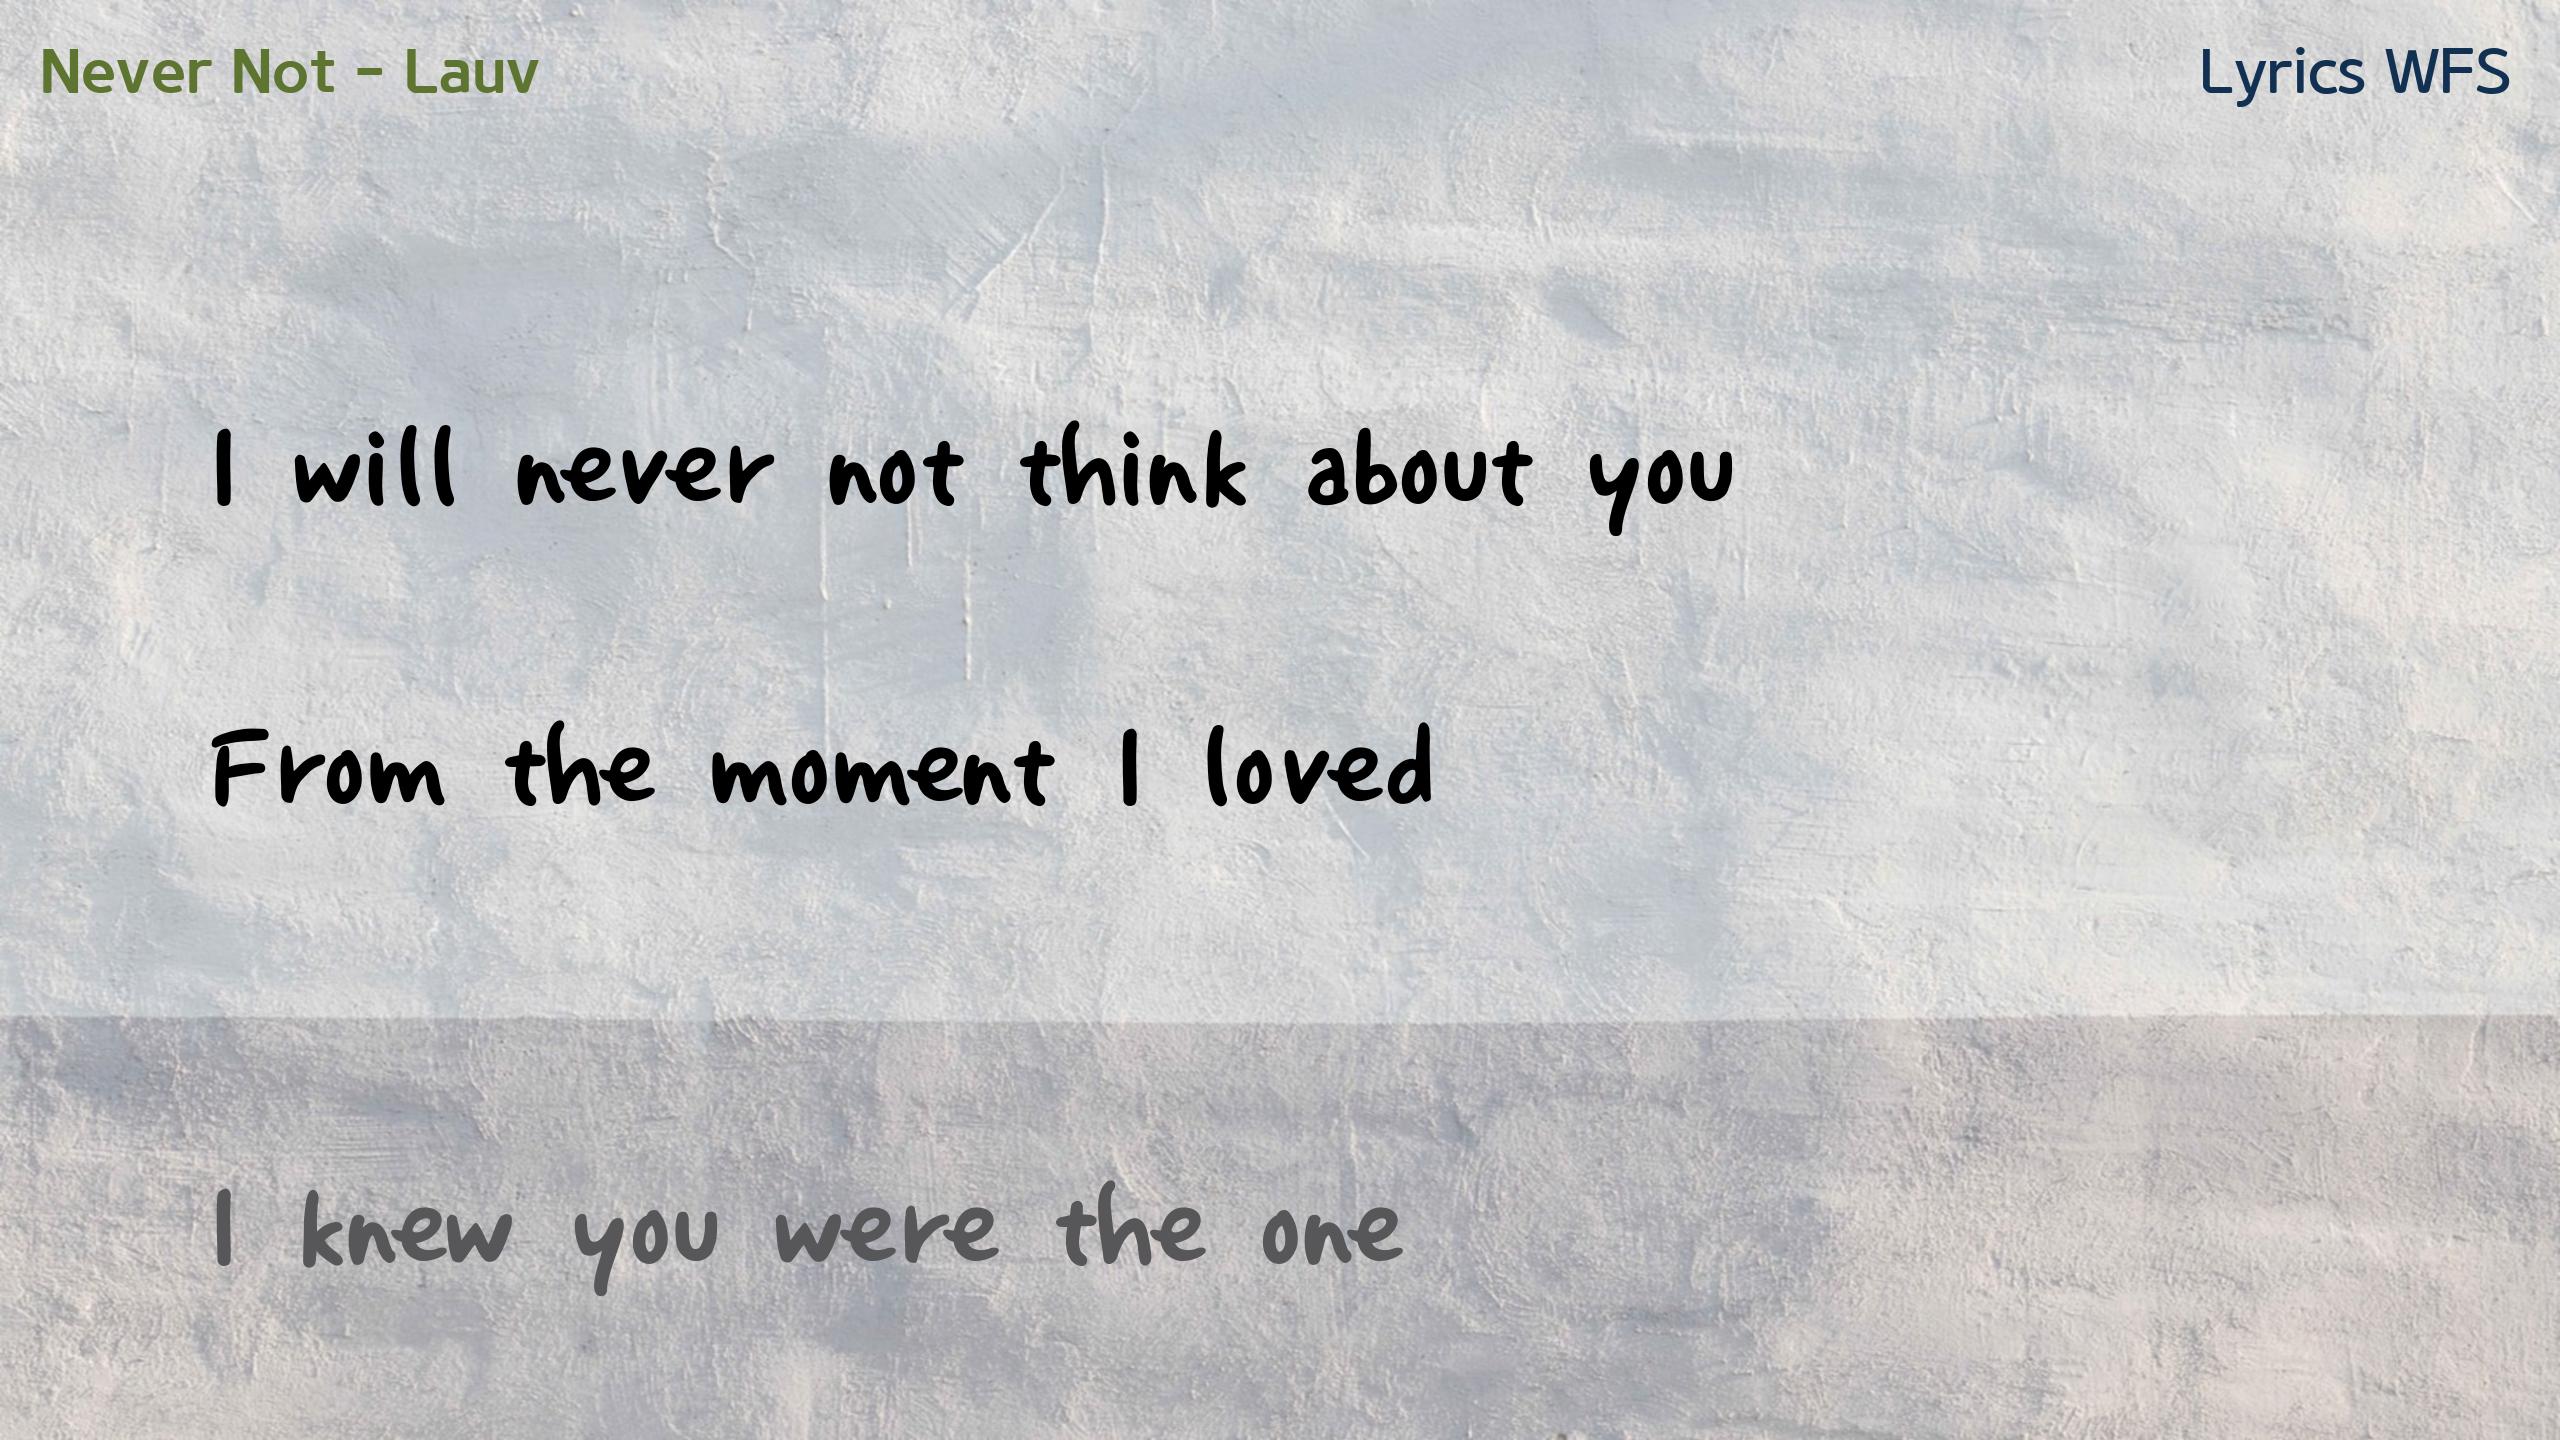 Never Not - Lauv
Lyrics WFS
I will never not think about you
From the moment I loved
I knew you were the one